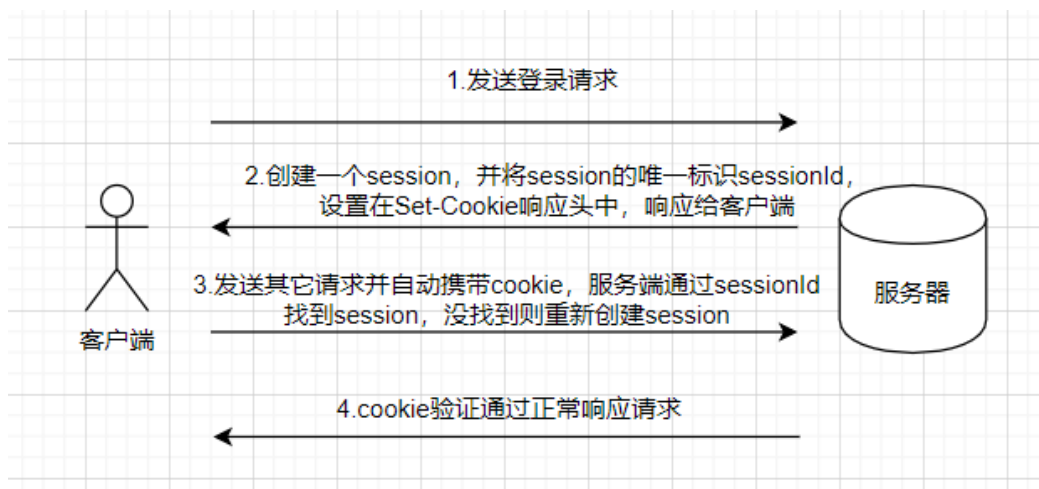 1.发送登录请求
2.创建一个session，并将session的唯一标识sessionId，
设置在Set-Cookie响应头中，响应给客户端
3.发送其它请求并自动携带cookie，服务端通过sessionId
找到session，没找到则重新创建session
服务器
客户端
4.cookie验证通过正常响应请求